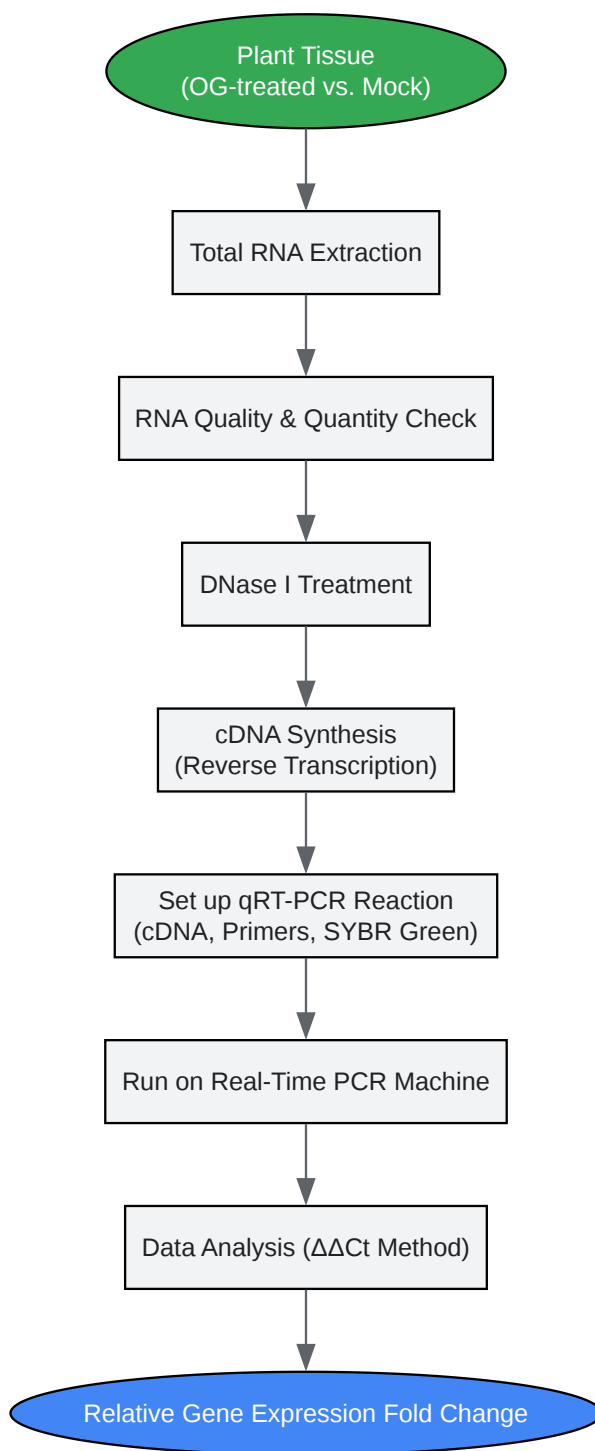 Plant Tissue
(OG-treated vs. Mock)
Total RNA Extraction
RNA Quality & Quantity Check
DNase I Treatment
cDNA Synthesis
(Reverse Transcription)
Set up qRT-PCR Reaction
(cDNA, Primers, SYBR Green)
Run on Real-Time PCR Machine
Data Analysis (ΔΔCt Method)
Relative Gene Expression Fold Change